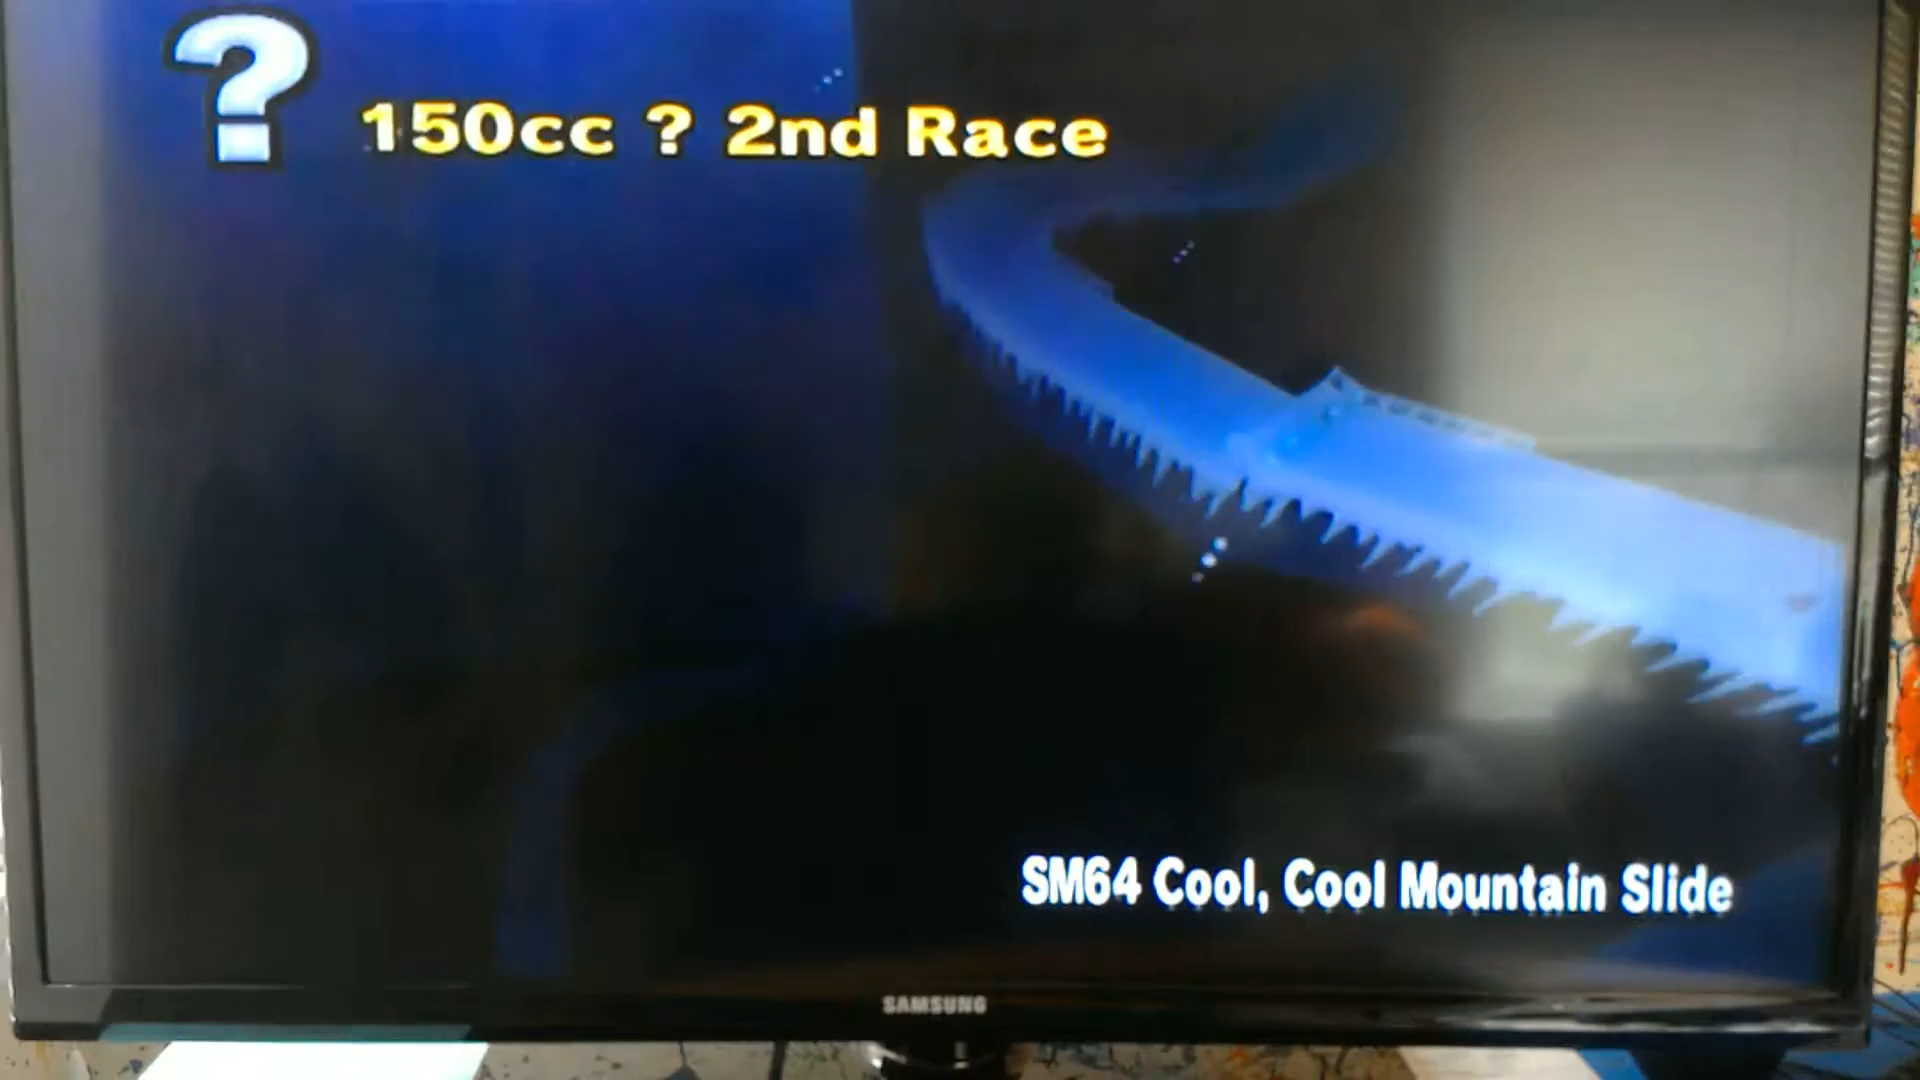 ?
150cc ? 2nd Race
SM64 Cool, Cool Mountain Slide
SAMSUNG